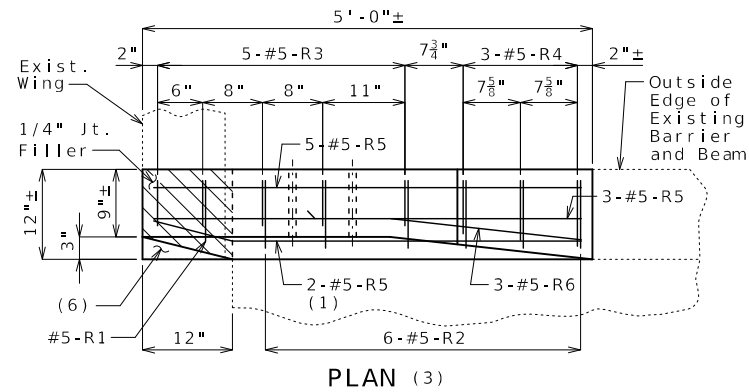 5'-0"±
2" 5-#5-R3 7¾" 3-#5-R4 2"±
Exist.
Wing
6" 8" 8" 11" 7⅝" 7⅝"
Outside
Edge of
Existing
Barrier
and Beam
1/4" Jt.
Filler
5-#5-R5
12"±
9"±
3"
3-#5-R5
(6)
2-#5-R5
(1)
3-#5-R6
#5-R1
12"
6-#5-R2
PLAN (3)